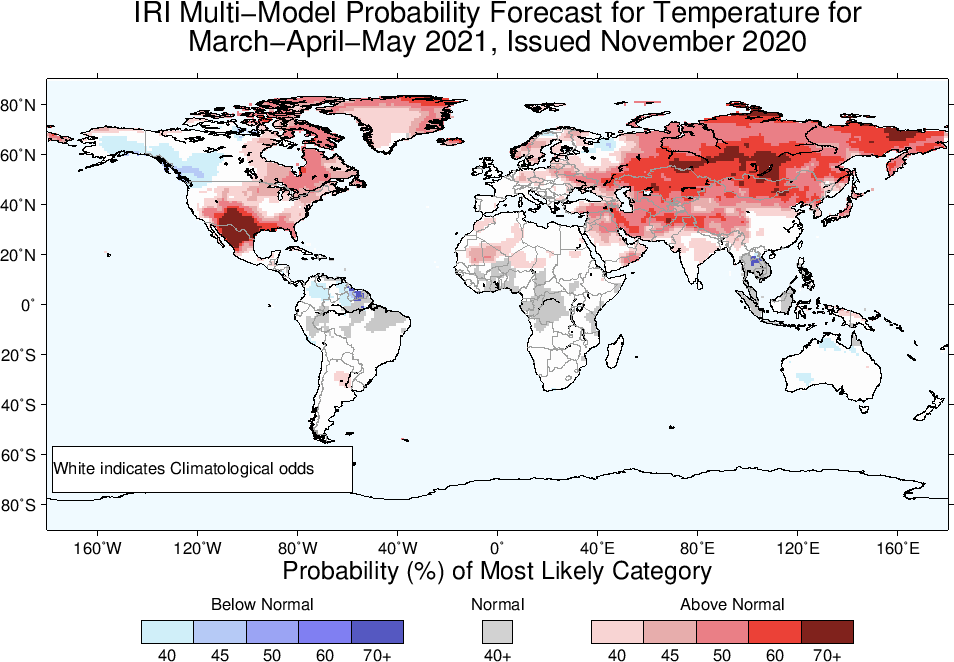 IRI Multi−Model Probability Forecast for Temperature for
March−April−May 2021, Issued November 2020
80˚N
60˚N
40˚N
20˚N
0˚
20˚S
40˚S
60˚S
80˚S
White indicates Climatological odds
160˚W 120˚W 80˚W 40˚W 0˚ 40˚E 80˚E 120˚E 160˚E
Probability (%) of Most Likely Category
Below Normal Normal Above Normal
40 45 50 60 70+ 40+ 40 45 50 60 70+